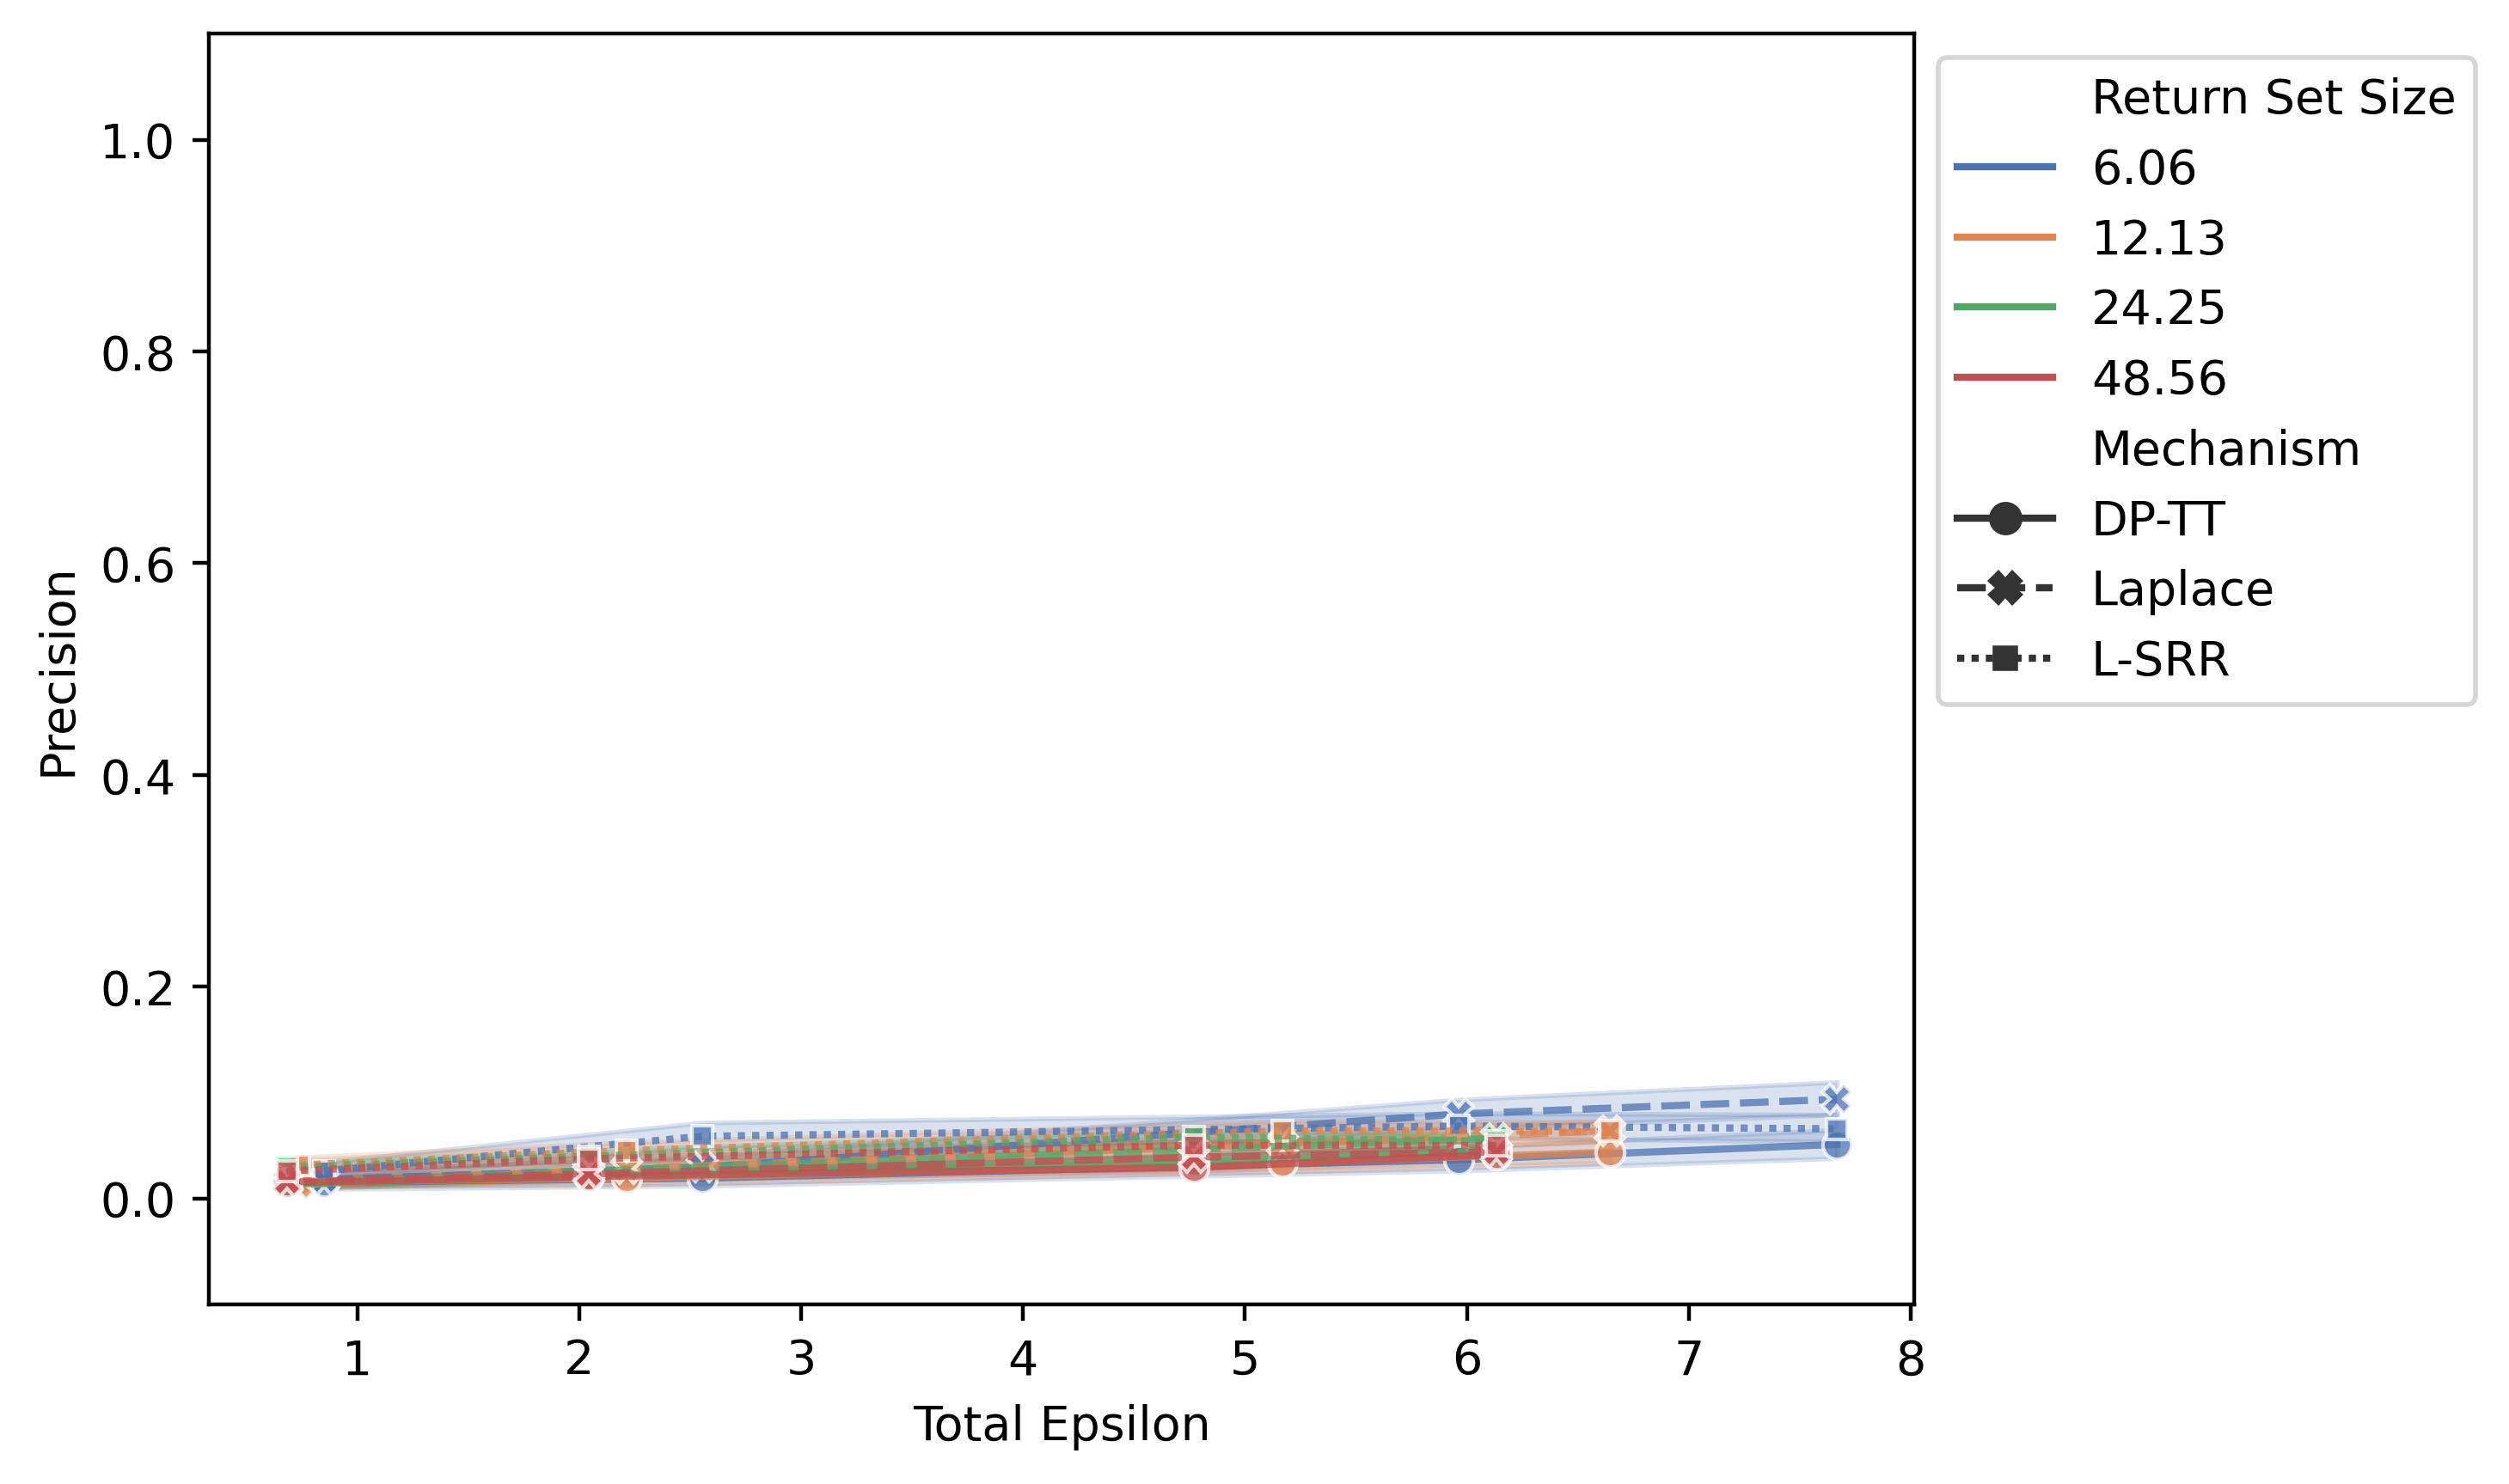 1.0
0.8
0.6
0.4
0.2
0.0
Precision
1 2 3 4 5 6 7 8
Total Epsilon
Return Set Size
6.06
12.13
24.25
48.56
Mechanism
DP-TT
Laplace
L-SRR